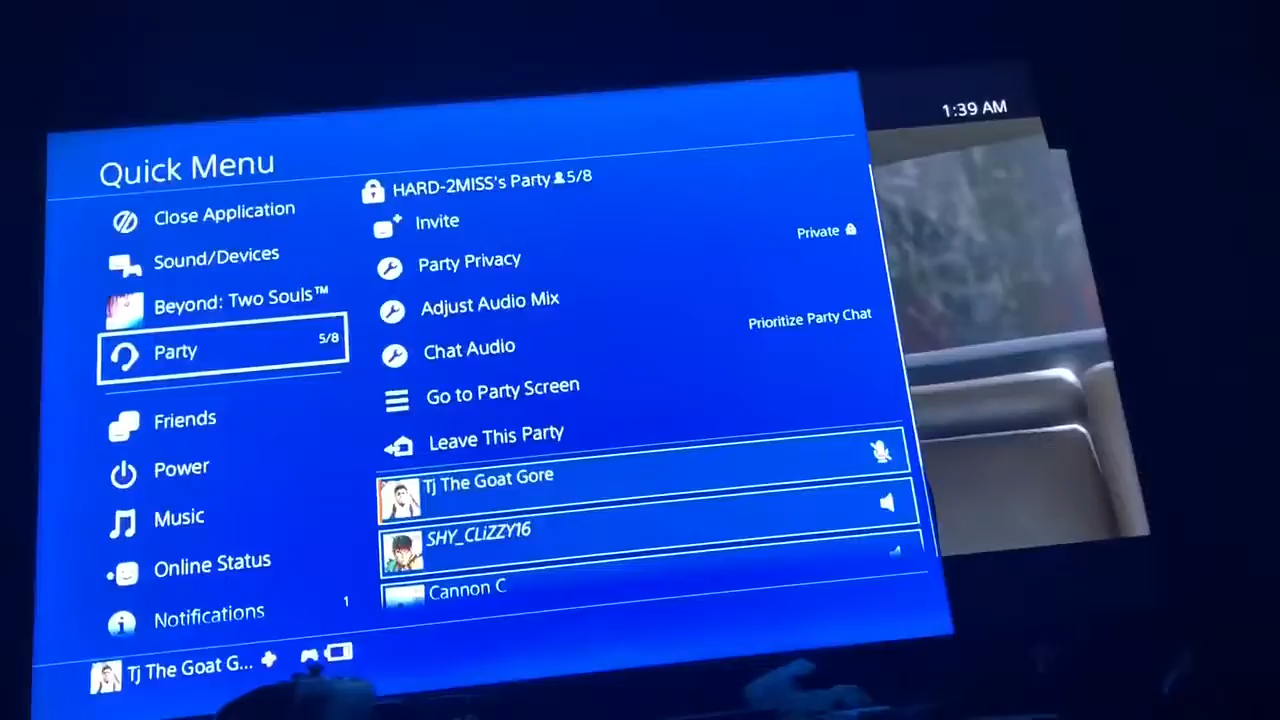 1:39 AM
Quick Menu
Close Application
Sound/Devices
Beyond: Two Souls™
Party 5/8
Friends
Power
Music
Online Status
Notifications 1
Tj The Goat G...
HARD-2MISS's Party 5/8
Invite
Party Privacy Private
Adjust Audio Mix
Chat Audio Prioritize Party Chat
Go to Party Screen
Leave This Party
Tj The Goat Gore
SHY_CLiZZY16
Cannon C